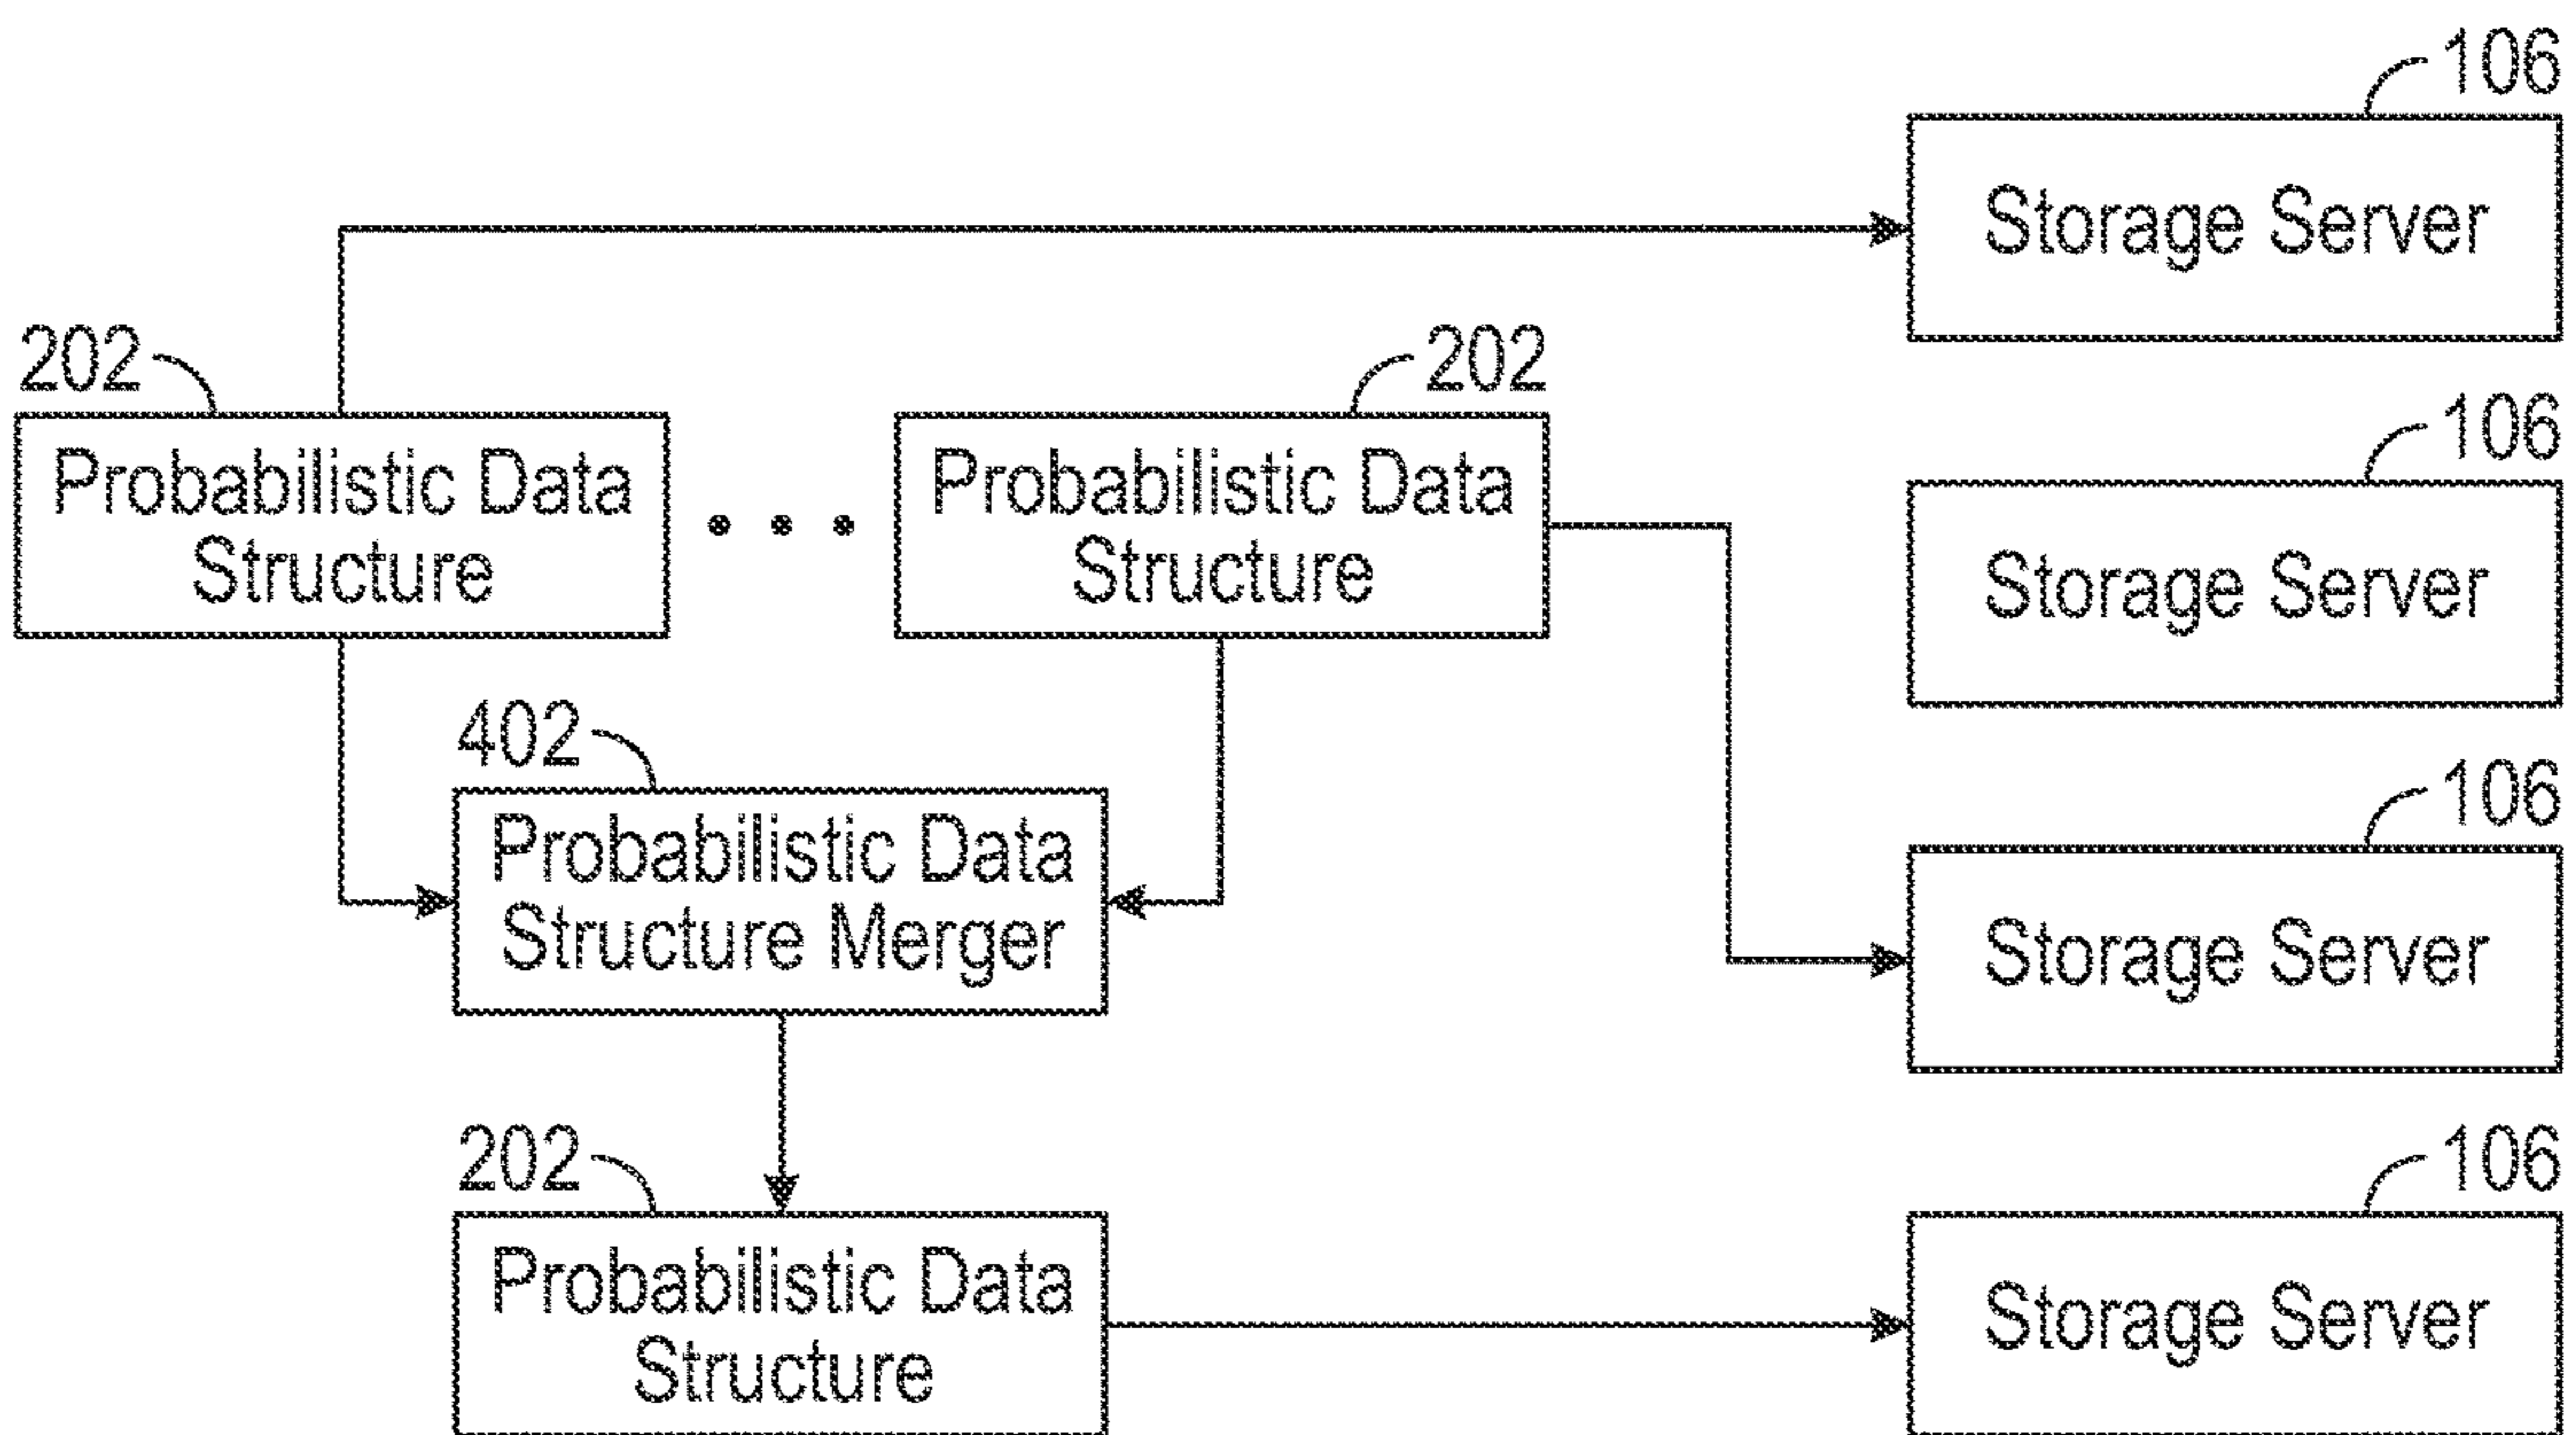 106
Storage Server
202
Probabilistic Data
Structure
202
Probabilistic Data
Structure
106
Storage Server
402
Probabilistic Data
Structure Merger
106
Storage Server
202
Probabilistic Data
Structure
106
Storage Server